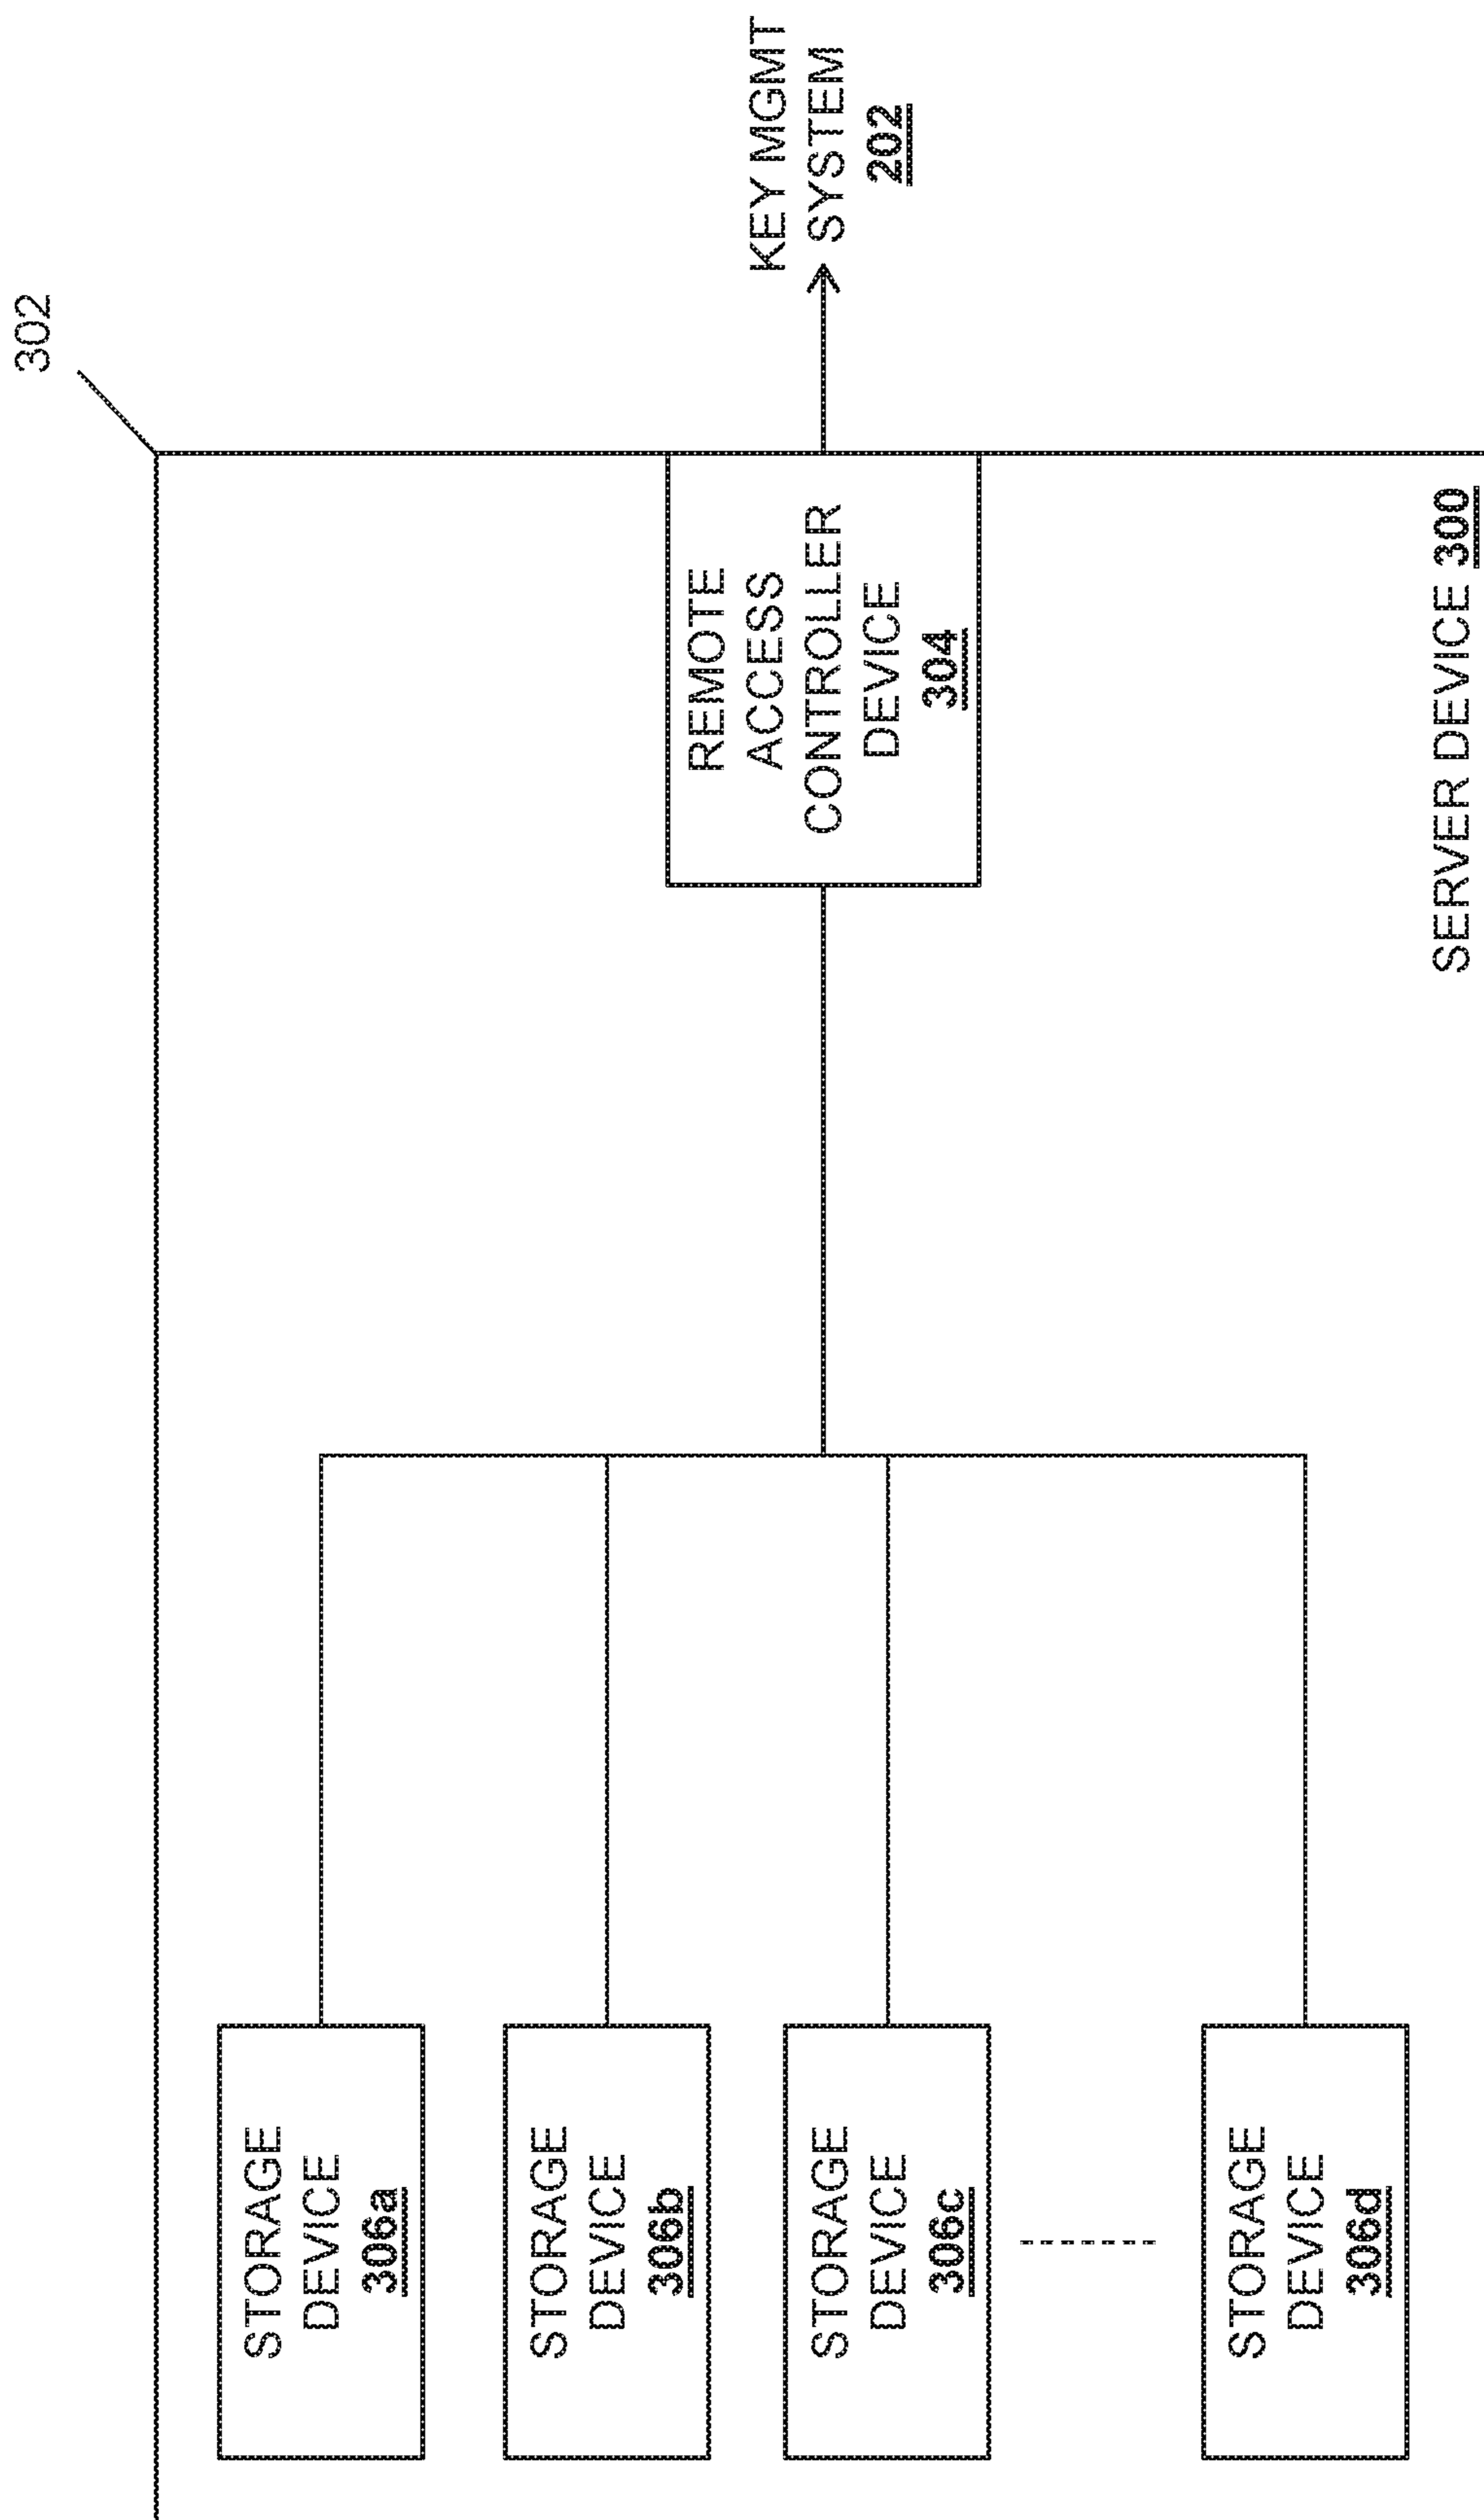 302
STORAGE
DEVICE
306a
STORAGE
DEVICE
306b
STORAGE
DEVICE
306c
STORAGE
DEVICE
306d
REMOTE
ACCESS
CONTROLLER
DEVICE
304
KEY MGMT
SYSTEM
202
SERVER DEVICE 300